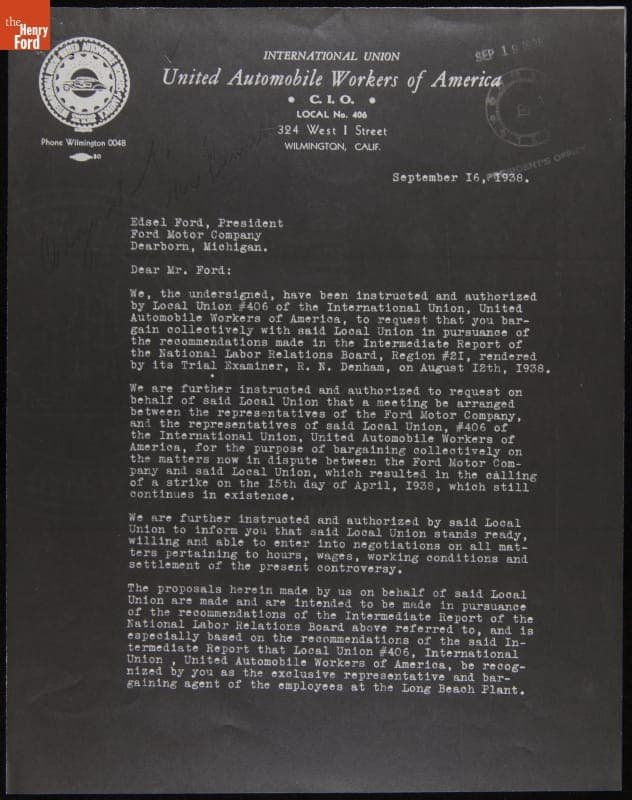 the
Henry
Ford
INTERNATIONAL UNION
United Automobile Workers of America
• C.I.O. •
LOCAL No. 406
324 West I Street
WILMINGTON, CALIF.
Phone Wilmington 0048
SEP 19 1938
PRESIDENT'S OFFICE
September 16, 1938.
Edsel Ford, President
Ford Motor Company
Dearborn, Michigan.
Dear Mr. Ford:
We, the undersigned, have been instructed and authorized
by Local Union #406 of the International Union, United
Automobile Workers of America, to request that you bar-
gain collectively with said Local Union in pursuance of
the recommendations made in the Intermediate Report of
the National Labor Relations Board, Region #21, rendered
by its Trial Examiner, R. N. Denham, on August 12th, 1938.
We are further instructed and authorized to request on
behalf of said Local Union that a meeting be arranged
between the representatives of the Ford Motor Company,
and the representatives of said Local Union, #406 of
the International Union, United Automobile Workers of
America, for the purpose of bargaining collectively on
the matters now in dispute between the Ford Motor Com-
pany and said Local Union, which resulted in the calling
of a strike on the 15th day of April, 1938, which still
continues in existence.
We are further instructed and authorized by said Local
Union to inform you that said Local Union stands ready,
willing and able to enter into negotiations on all mat-
ters pertaining to hours, wages, working conditions and
settlement of the present controversy.
The proposals herein made by us on behalf of said Local
Union are made and are intended to be made in pursuance
of the recommendations of the Intermediate Report of the
National Labor Relations Board above referred to, and is
especially based on the recommendations of the said In-
termediate Report that Local Union #406, International
Union , United Automobile Workers of America, be recog-
nized by you as the exclusive representative and bar-
gaining agent of the employees at the Long Beach Plant.